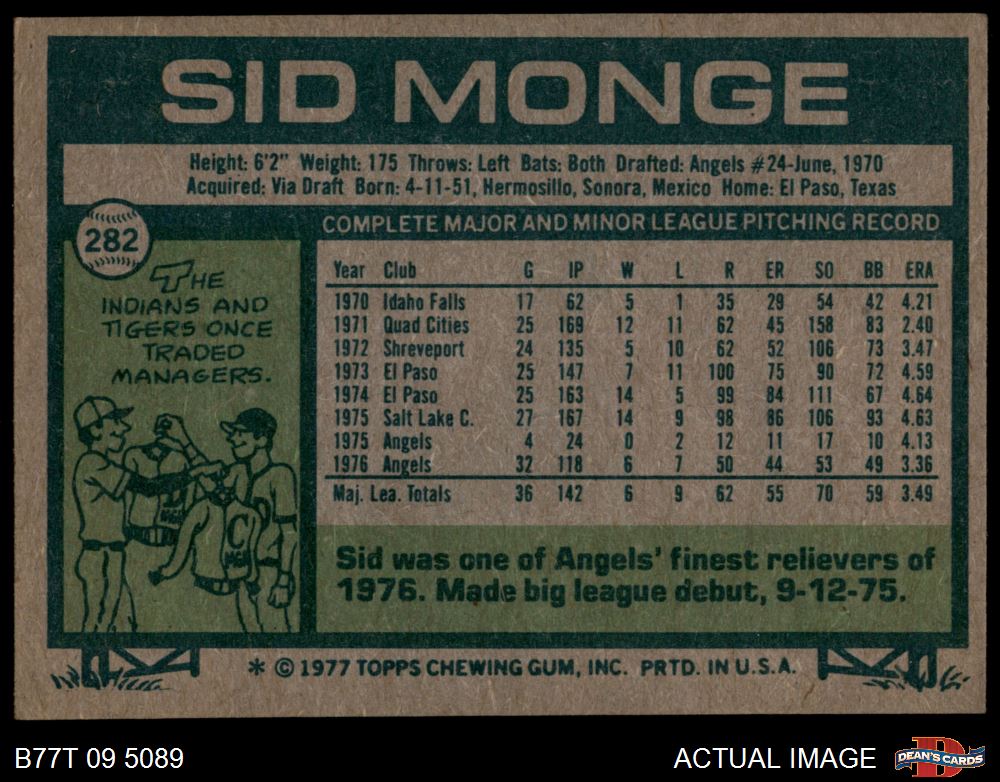 SID MONGE
Height: 6'2" Weight: 175 Throws: Left Bats: Both Drafted: Angels #24-June, 1970
Acquired: Via Draft Born: 4-11-51, Hermosillo, Sonora, Mexico Home: El Paso, Texas
282
THE
INDIANS AND
TIGERS ONCE
TRADED
MANAGERS.
C
MGR
COMPLETE MAJOR AND MINOR LEAGUE PITCHING RECORD
Year Club G IP W L R ER SO BB ERA
1970 Idaho Falls 17 62 5 1 35 29 54 42 4.21
1971 Quad Cities 25 169 12 11 62 45 158 83 2.40
1972 Shreveport 24 135 5 10 62 52 106 73 3.47
1973 El Paso 25 147 7 11 100 75 90 72 4.59
1974 El Paso 25 163 14 5 99 84 111 67 4.64
1975 Salt Lake C. 27 167 14 9 98 86 106 93 4.63
1975 Angels 4 24 0 2 12 11 17 10 4.13
1976 Angels 32 118 6 7 50 44 53 49 3.36
Maj. Lea. Totals 36 142 6 9 62 55 70 59 3.49
Sid was one of Angels' finest relievers of
1976. Made big league debut, 9-12-75.
* © 1977 TOPPS CHEWING GUM, INC. PRTD. IN U.S.A.
B77T 09 5089
ACTUAL IMAGE
D
DEAN'S CARDS